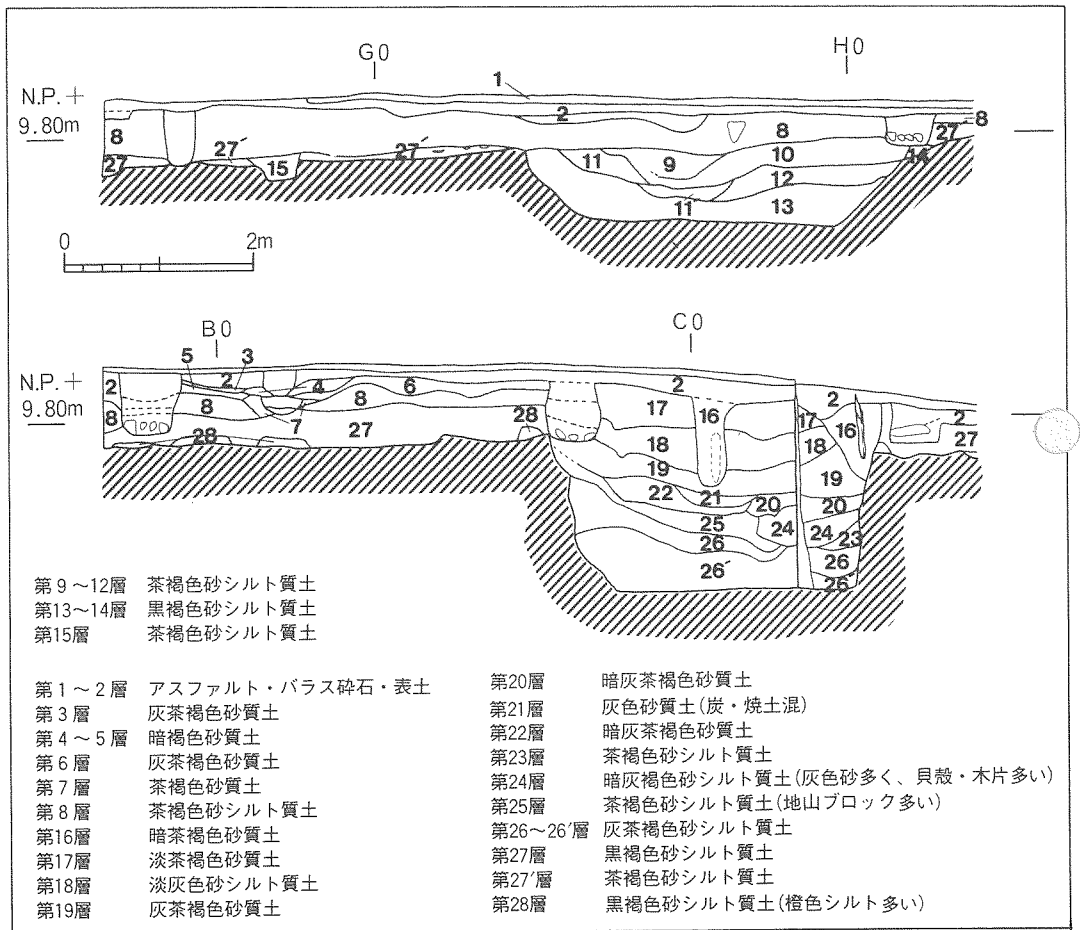 G0
H0
1
N.P.+
9.80m
2
8
8
8
27
27
27′
27′
15
11
9
10
14
12
11
13
0
2m
B0
C0
5
3
N.P.+
9.80m
2
2
4
6
2
2
2
8
8
8
17
16
17
16
27
7
28
27
28
18
18
19
19
22
21
20
20
25
24
24
23
26
26
26′
26
第9～12層 茶褐色砂シルト質土
第13～14層 黒褐色砂シルト質土
第15層 茶褐色砂シルト質土
第1～2層 アスファルト・バラス砕石・表土
第3層 灰茶褐色砂質土
第4～5層 暗褐色砂質土
第6層 灰茶褐色砂質土
第7層 茶褐色砂質土
第8層 茶褐色砂シルト質土
第16層 暗茶褐色砂質土
第17層 淡茶褐色砂質土
第18層 淡灰色砂シルト質土
第19層 灰茶褐色砂質土
第20層 暗灰茶褐色砂質土
第21層 灰色砂質土(炭・焼土混)
第22層 暗灰茶褐色砂質土
第23層 茶褐色砂シルト質土
第24層 暗灰褐色砂シルト質土(灰色砂多く、貝殻・木片多い)
第25層 茶褐色砂シルト質土(地山ブロック多い)
第26～26′層 灰茶褐色砂シルト質土
第27層 黒褐色砂シルト質土
第27′層 茶褐色砂シルト質土
第28層 黒褐色砂シルト質土(橙色シルト多い)